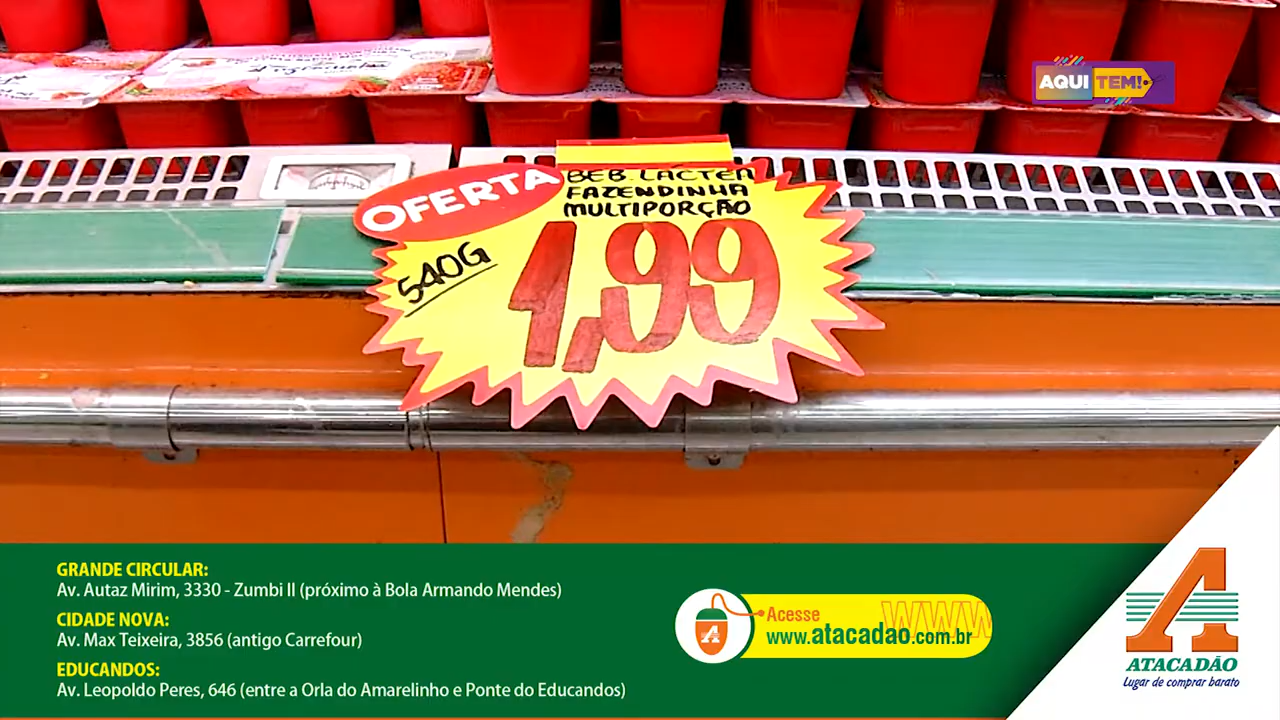 AQUI TEM!
OFERTA
BEB. LÁCTEA
FAZENDINHA
MULTIPORÇÃO
540G
1,99
GRANDE CIRCULAR:
Av. Autaz Mirim, 3330 - Zumbi II (próximo à Bola Armando Mendes)
CIDADE NOVA:
Av. Max Teixeira, 3856 (antigo Carrefour)
EDUCANDOS:
Av. Leopoldo Peres, 646 (entre a Orla do Amarelinho e Ponte do Educandos)
Acesse
WWW
www.atacadao.com.br
ATACADÃO
Lugar de comprar barato